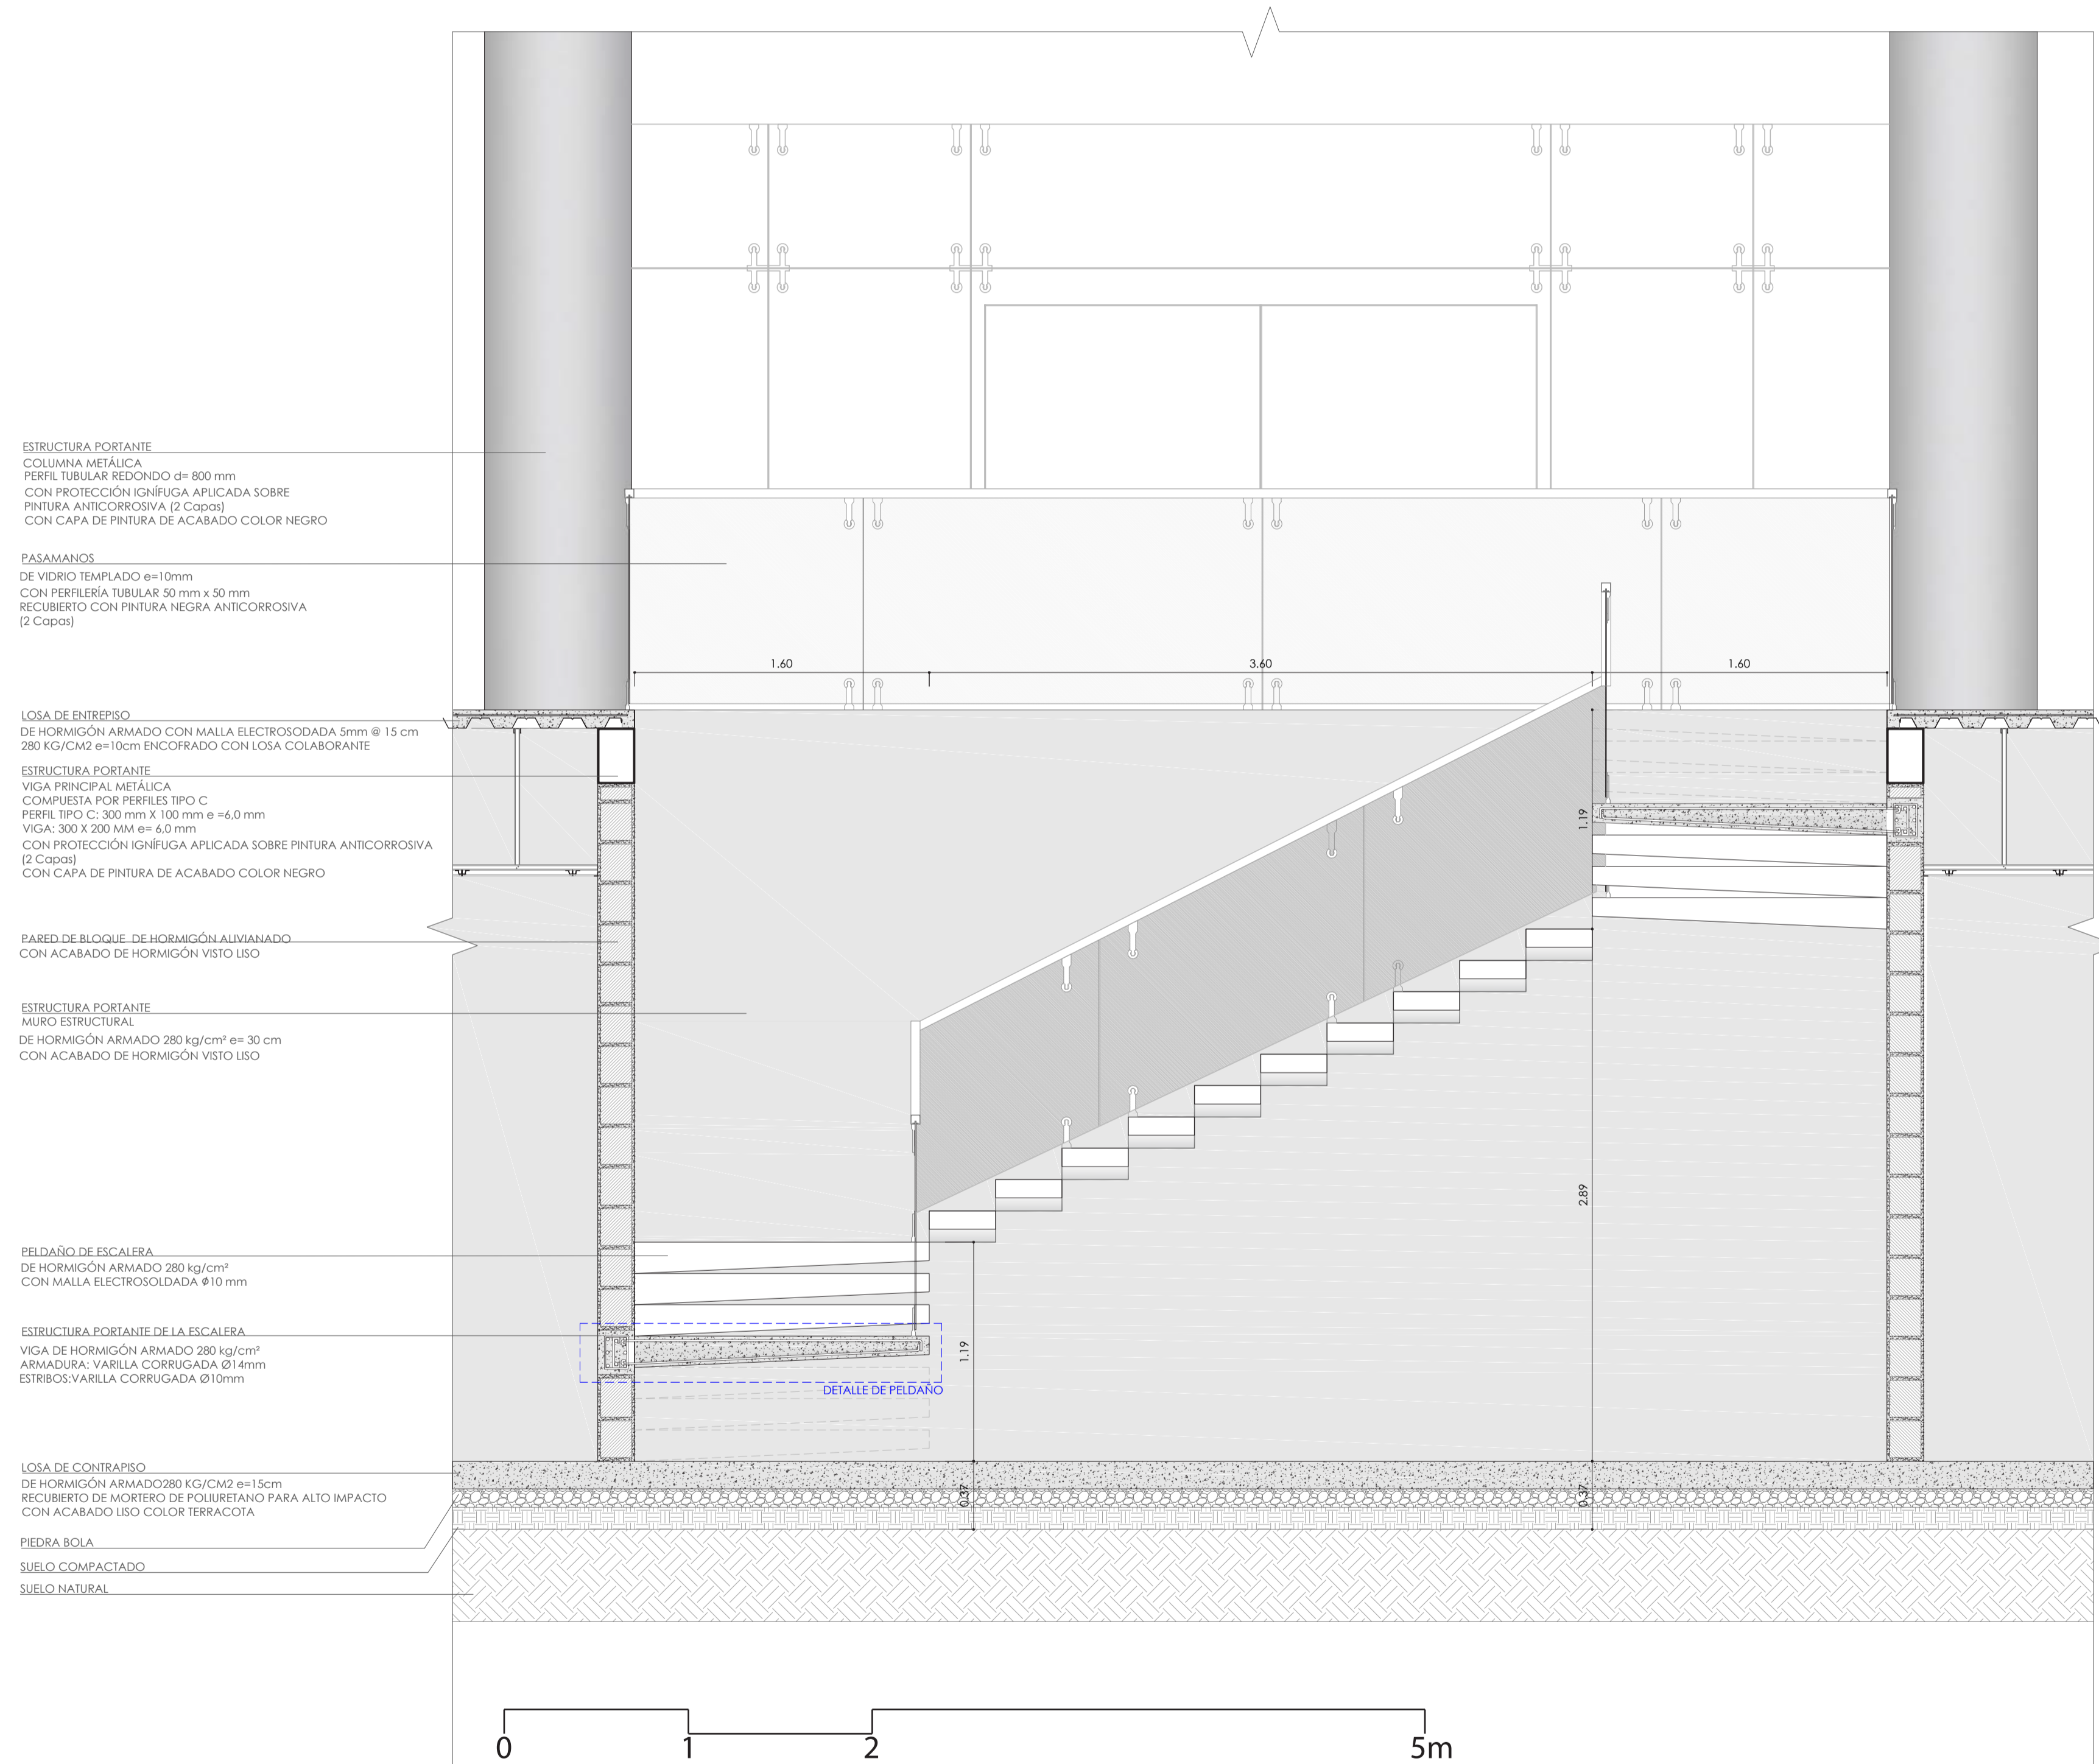 ESTRUCTURA PORTANTE
COLUMNA METÁLICA
PERFIL TUBULAR REDONDO d= 800 mm
CON PROTECCIÓN IGNÍFUGA APLICADA SOBRE
PINTURA ANTICORROSIVA (2 Capas)
CON CAPA DE PINTURA DE ACABADO COLOR NEGRO
PASAMANOS
DE VIDRIO TEMPLADO e=10mm
CON PERFILERÍA TUBULAR 50 mm x 50 mm
RECUBIERTO CON PINTURA NEGRA ANTICORROSIVA
(2 Capas)
LOSA DE ENTREPISO
DE HORMIGÓN ARMADO CON MALLA ELECTROSODADA 5mm @ 15 cm
280 KG/CM2 e=10cm ENCOFRADO CON LOSA COLABORANTE
ESTRUCTURA PORTANTE
VIGA PRINCIPAL METÁLICA
COMPUESTA POR PERFILES TIPO C
PERFIL TIPO C: 300 mm X 100 mm e =6,0 mm
VIGA: 300 X 200 MM e= 6,0 mm
CON PROTECCIÓN IGNÍFUGA APLICADA SOBRE PINTURA ANTICORROSIVA
(2 Capas)
CON CAPA DE PINTURA DE ACABADO COLOR NEGRO
PARED DE BLOQUE DE HORMIGÓN ALIVIANADO
CON ACABADO DE HORMIGÓN VISTO LISO
ESTRUCTURA PORTANTE
MURO ESTRUCTURAL
DE HORMIGÓN ARMADO 280 kg/cm² e= 30 cm
CON ACABADO DE HORMIGÓN VISTO LISO
PELDAÑO DE ESCALERA
DE HORMIGÓN ARMADO 280 kg/cm²
CON MALLA ELECTROSOLDADA Ø10 mm
ESTRUCTURA PORTANTE DE LA ESCALERA
VIGA DE HORMIGÓN ARMADO 280 kg/cm²
ARMADURA: VARILLA CORRUGADA Ø14mm
ESTRIBOS:VARILLA CORRUGADA Ø10mm
LOSA DE CONTRAPISO
DE HORMIGÓN ARMADO280 KG/CM2 e=15cm
RECUBIERTO DE MORTERO DE POLIURETANO PARA ALTO IMPACTO
CON ACABADO LISO COLOR TERRACOTA
PIEDRA BOLA
SUELO COMPACTADO
SUELO NATURAL
1.60
3.60
1.60
1.19
2.89
1.19
DETALLE DE PELDAÑO
0.37
0.37
0
1
2
5m